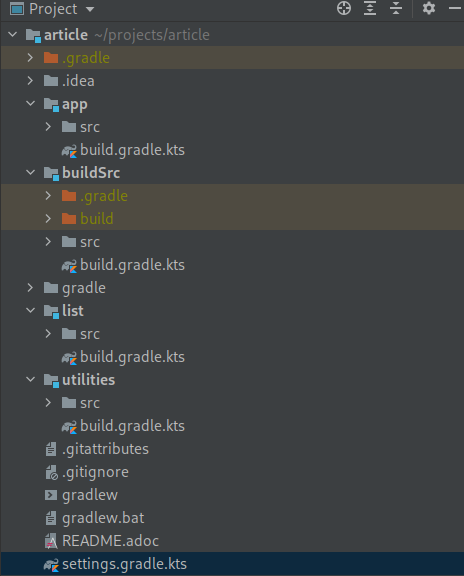 Project
article ~/projects/article
.gradle
.idea
app
src
build.gradle.kts
buildSrc
.gradle
build
src
build.gradle.kts
gradle
list
src
build.gradle.kts
utilities
src
build.gradle.kts
.gitattributes
.gitignore
gradlew
gradlew.bat
README.adoc
settings.gradle.kts